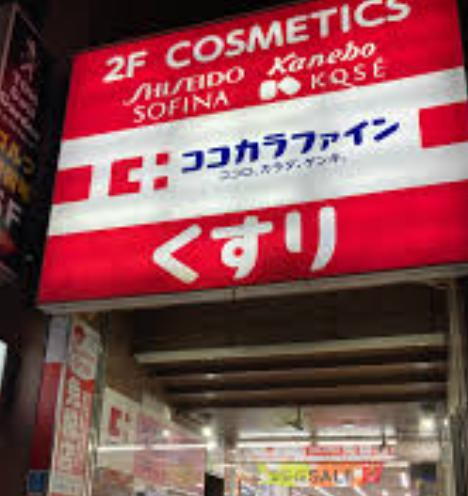 2F COSMETICS
SHISEIDO Kanebo
SOFINA KOSÉ
ココカラファイン
ココロ、カラダ、ゲンキ。
くすり
SALE